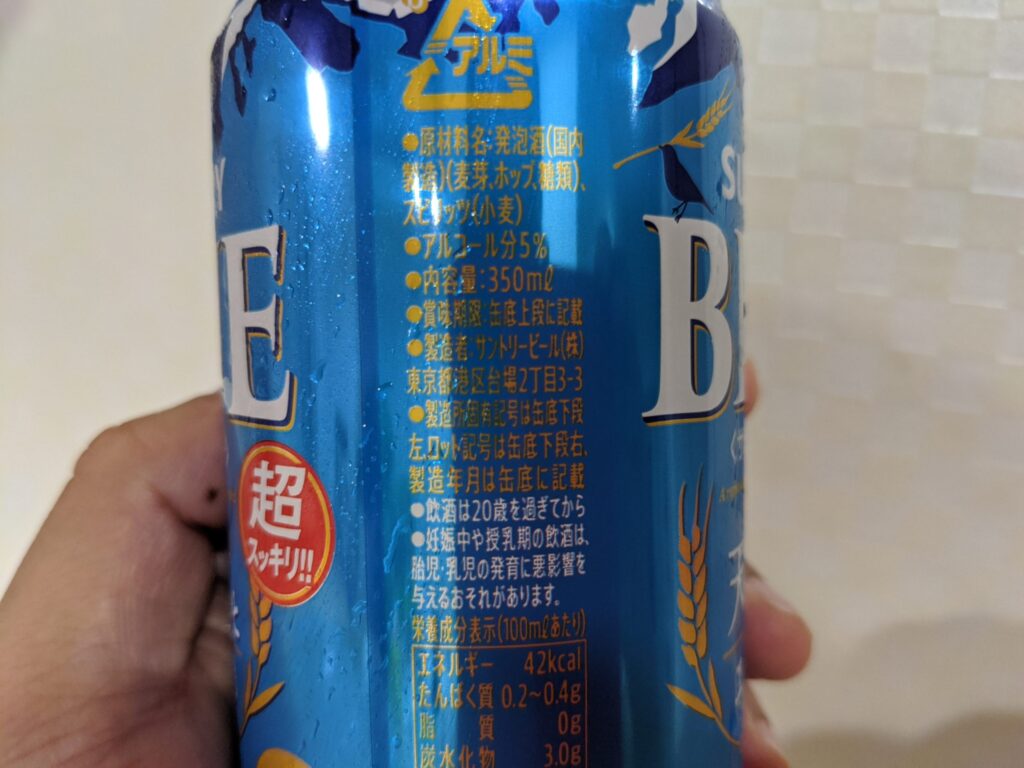 アルミ
●原材料名:発泡酒(国内
製造)(麦芽、ホップ、糖類)、
スピリッツ(小麦)
●アルコール分5%
●内容量:350mℓ
●賞味期限:缶底上段に記載
●製造者:サントリービール(株)
東京都港区台場2丁目3-3
●製造所固有記号は缶底下段
左、ロット記号は缶底下段右、
製造年月は缶底に記載
●飲酒は20歳を過ぎてから
●妊娠中や授乳期の飲酒は、
胎児・乳児の発育に悪影響を
与えるおそれがあります。
栄養成分表示(100mℓあたり)
エネルギー 42kcal
たんぱく質 0.2~0.4g
脂質 0g
炭水化物 3.0g
超
スッキリ!!